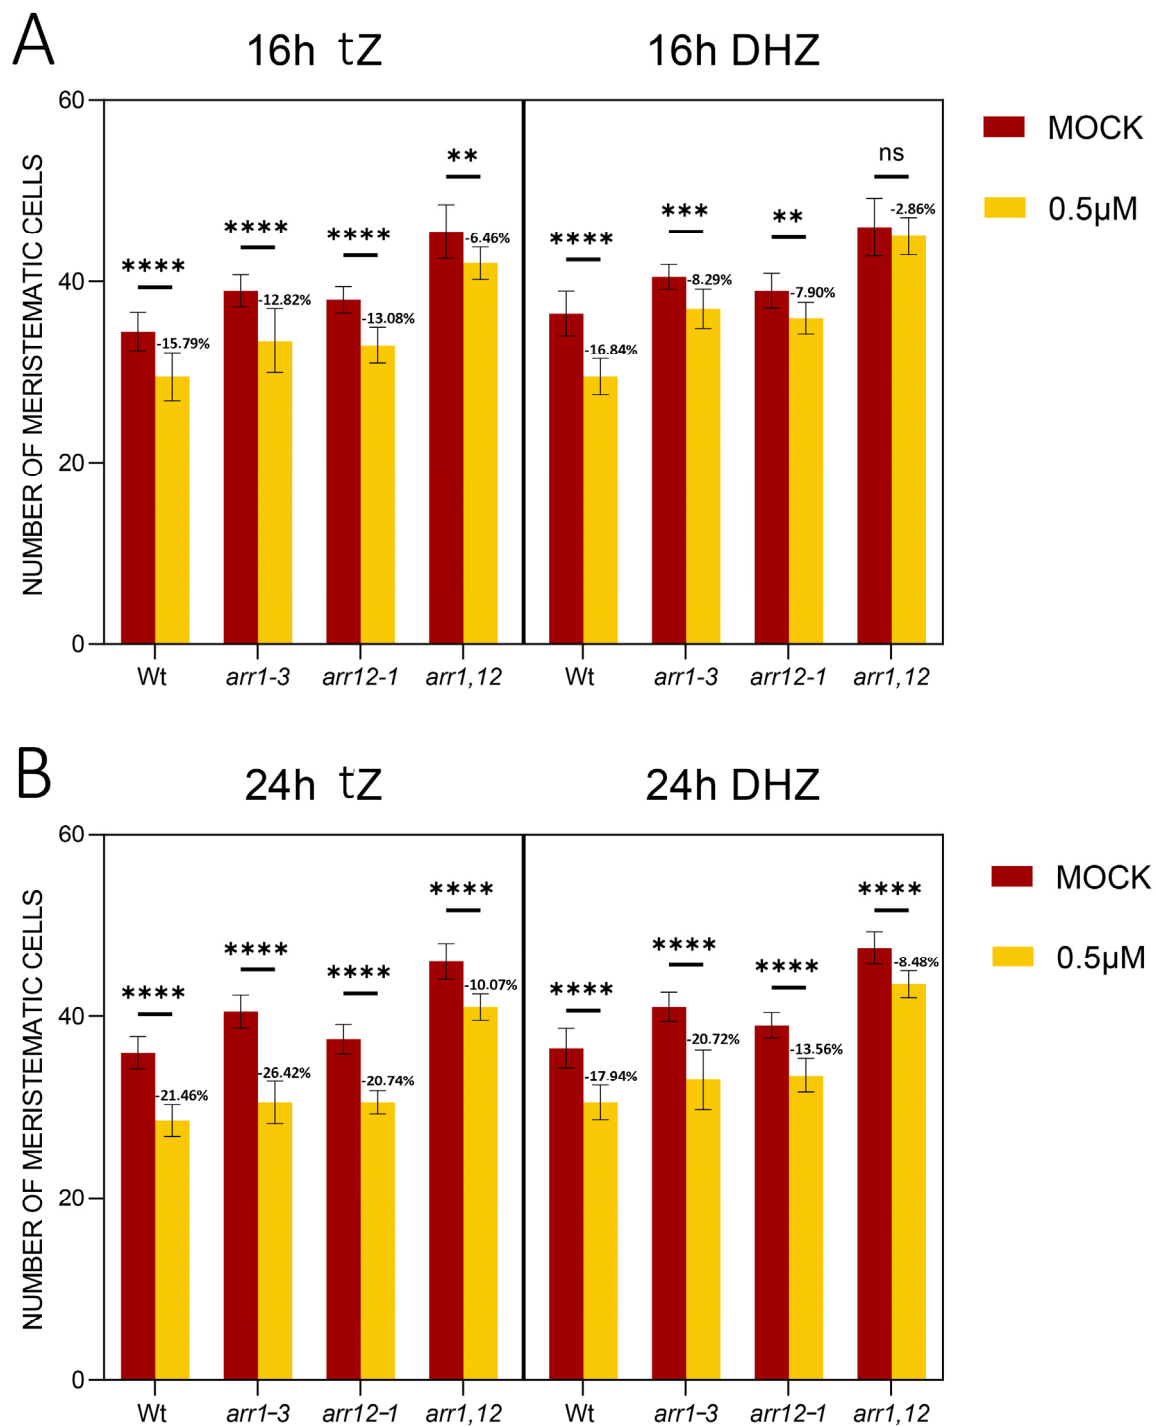 A
16h tZ
16h DHZ
NUMBER OF MERISTEMATIC CELLS
60
40
20
0
****
-15.79%
****
-12.82%
****
-13.08%
**
-6.46%
****
-16.84%
***
-8.29%
**
-7.90%
ns
-2.86%
Wt
arr1-3
arr12-1
arr1,12
Wt
arr1-3
arr12-1
arr1,12
MOCK
0.5µM
B
24h tZ
24h DHZ
NUMBER OF MERISTEMATIC CELLS
60
40
20
0
****
-21.46%
****
-26.42%
****
-20.74%
****
-10.07%
****
-17.94%
****
-20.72%
****
-13.56%
****
-8.48%
Wt
arr1-3
arr12-1
arr1,12
Wt
arr1-3
arr12-1
arr1,12
MOCK
0.5µM